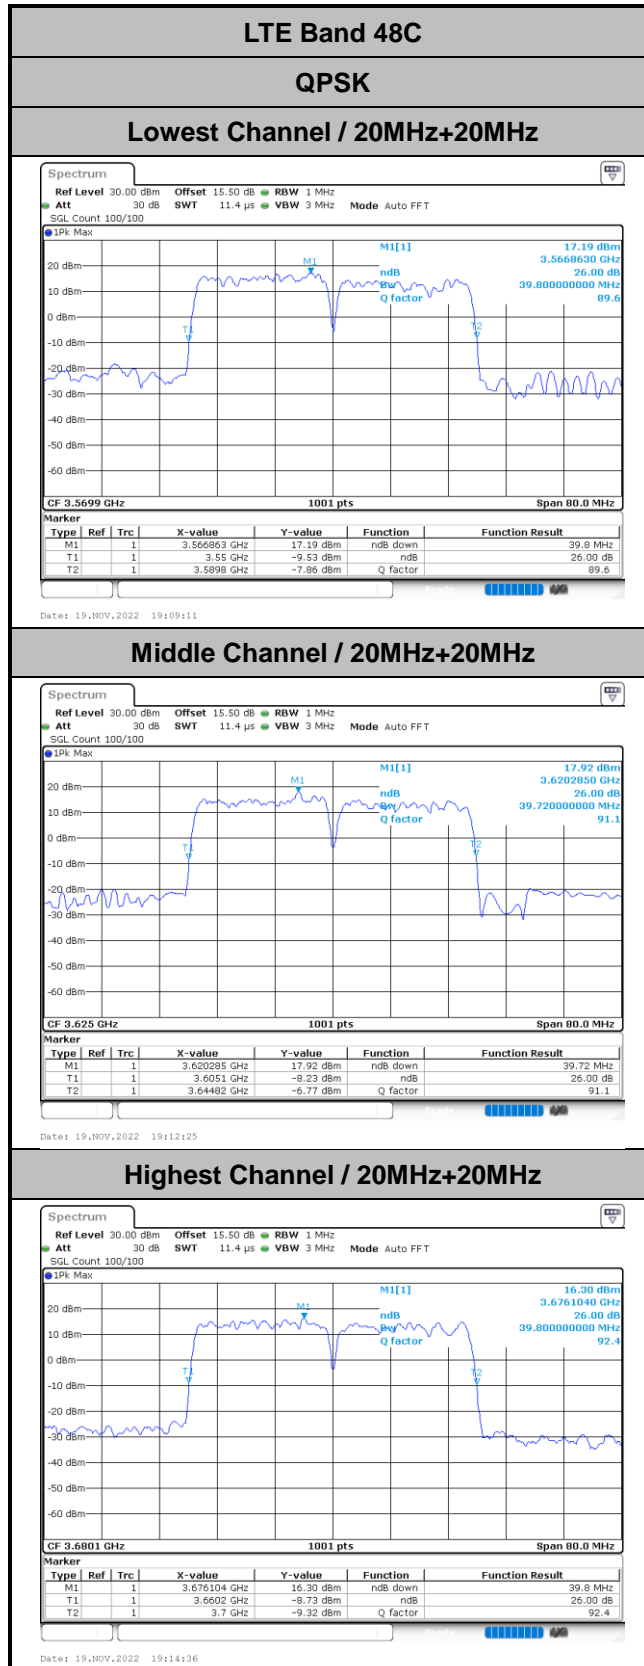 LTE Band 48C
QPSK
Lowest Channel / 20MHz+20MHz
Spectrum
Ref Level 30.00 dBm Offset 15.50 dB RBW 1 MHz
Att 30 dB SWT 11.4 µs VBW 3 MHz Mode Auto FFT
SGL Count 100/100
1Pk Max
M1[1] 17.19 dBm
3.5668630 GHz
ndB 26.00 dB
Bw 39.800000000 MHz
Q factor 89.6
M1
T1
T2
20 dBm
10 dBm
0 dBm
-10 dBm
-20 dBm
-30 dBm
-40 dBm
-50 dBm
-60 dBm
CF 3.5699 GHz 1001 pts Span 80.0 MHz
Marker
Type Ref Trc X-value Y-value Function Function Result
M1 1 3.566863 GHz 17.19 dBm ndB down 39.8 MHz
T1 1 3.55 GHz -9.53 dBm ndB 26.00 dB
T2 1 3.5898 GHz -7.86 dBm Q factor 89.6
Date: 19.NOV.2022 19:09:11
Middle Channel / 20MHz+20MHz
Spectrum
Ref Level 30.00 dBm Offset 15.50 dB RBW 1 MHz
Att 30 dB SWT 11.4 µs VBW 3 MHz Mode Auto FFT
SGL Count 100/100
1Pk Max
M1[1] 17.92 dBm
3.6202850 GHz
ndB 26.00 dB
Bw 39.720000000 MHz
Q factor 91.1
M1
T1
T2
20 dBm
10 dBm
0 dBm
-10 dBm
-20 dBm
-30 dBm
-40 dBm
-50 dBm
-60 dBm
CF 3.625 GHz 1001 pts Span 80.0 MHz
Marker
Type Ref Trc X-value Y-value Function Function Result
M1 1 3.620285 GHz 17.92 dBm ndB down 39.72 MHz
T1 1 3.6051 GHz -8.23 dBm ndB 26.00 dB
T2 1 3.64482 GHz -6.77 dBm Q factor 91.1
Date: 19.NOV.2022 19:12:25
Highest Channel / 20MHz+20MHz
Spectrum
Ref Level 30.00 dBm Offset 15.50 dB RBW 1 MHz
Att 30 dB SWT 11.4 µs VBW 3 MHz Mode Auto FFT
SGL Count 100/100
1Pk Max
M1[1] 16.30 dBm
3.6761040 GHz
ndB 26.00 dB
Bw 39.800000000 MHz
Q factor 92.4
M1
T1
T2
20 dBm
10 dBm
0 dBm
-10 dBm
-20 dBm
-30 dBm
-40 dBm
-50 dBm
-60 dBm
CF 3.6801 GHz 1001 pts Span 80.0 MHz
Marker
Type Ref Trc X-value Y-value Function Function Result
M1 1 3.676104 GHz 16.30 dBm ndB down 39.8 MHz
T1 1 3.6602 GHz -8.73 dBm ndB 26.00 dB
T2 1 3.7 GHz -9.32 dBm Q factor 92.4
Date: 19.NOV.2022 19:14:36